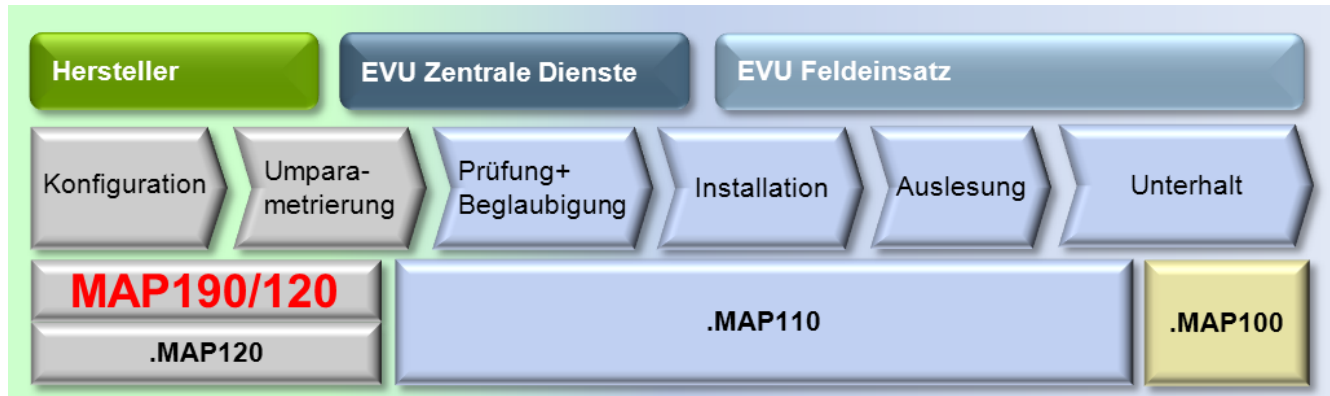 Hersteller
EVU Zentrale Dienste
EVU Feldeinsatz
Konfiguration
Umpara-
metrierung
Prüfung+
Beglaubigung
Installation
Auslesung
Unterhalt
MAP190/120
.MAP120
.MAP110
.MAP100